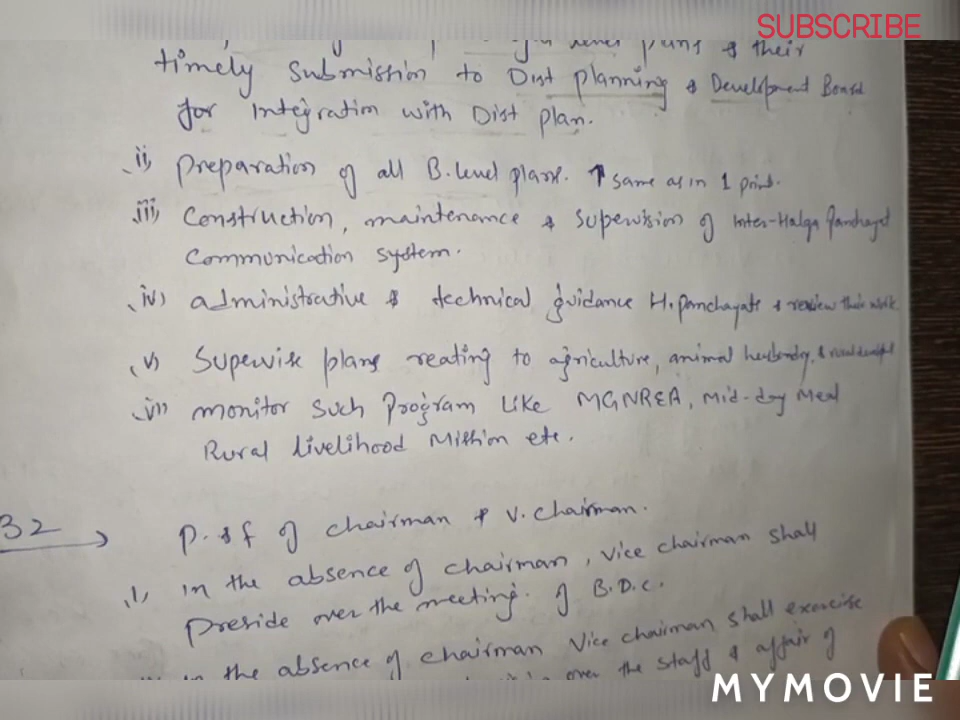 SUBSCRIBE
plans & their
timely submission to Dist planning & Development Board
for Integration with Dist plan.
ii, preparation of all B.level plans. ↑ same as in 1 point.
iii, Construction, maintenance & supervision of Inter-Halqa Panchayat
Communication system.
iv, administrative & technical guidance H.panchayats & review their work
v, Supervise plans reating to agriculture, animal husbandry, & rural
vi, monitor such program like MGNREA, Mid-day Meal
Rural livelihood Mission etc.
32 → P. & f of chairman & V. chairman.
i, in the absence of chairman, vice chairman shall
preside over the meeting. of B.D.C.
in the absence of chairman Vice chairman shall exercise
over the staff & affair of
MYMOVIE